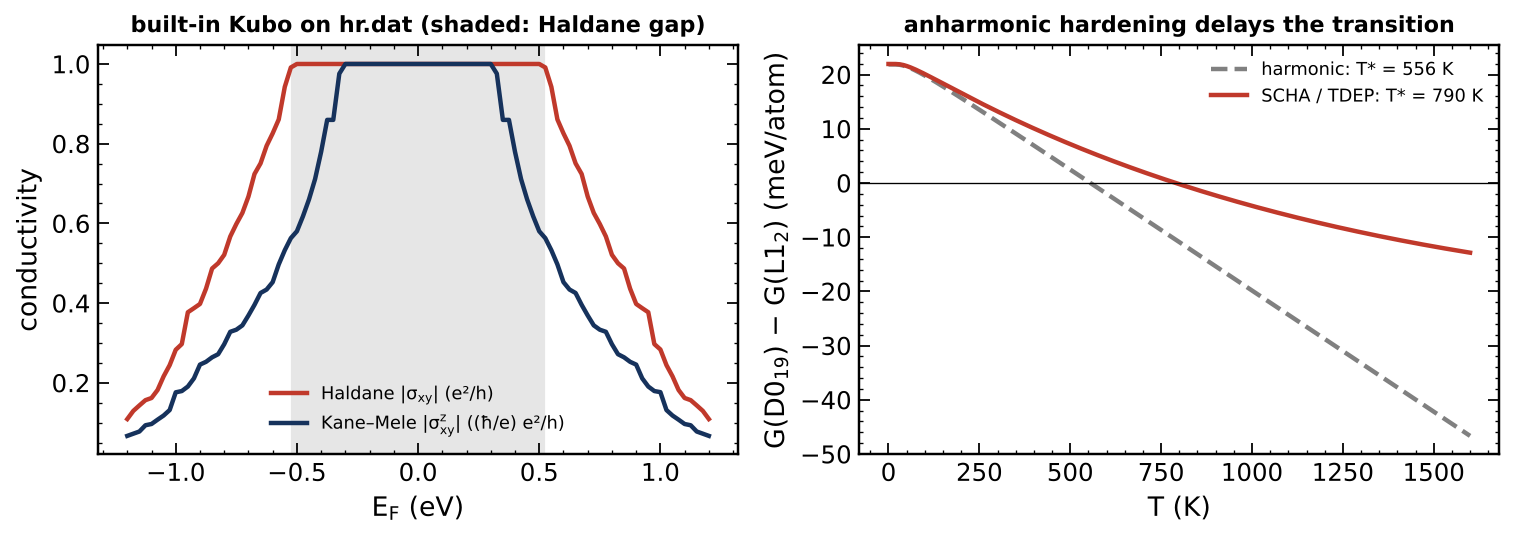 built-in Kubo on hr.dat (shaded: Haldane gap)
conductivity
1.0
0.8
0.6
0.4
0.2
Haldane |σxy| (e²/h)
Kane–Mele |σᶻxy| ((ħ/e) e²/h)
−1.0 −0.5 0.0 0.5 1.0
E_F (eV)
anharmonic hardening delays the transition
G(D0₁₉) − G(L1₂) (meV/atom)
20
10
0
−10
−20
−30
−40
−50
harmonic: T* = 556 K
SCHA / TDEP: T* = 790 K
0 250 500 750 1000 1250 1500
T (K)